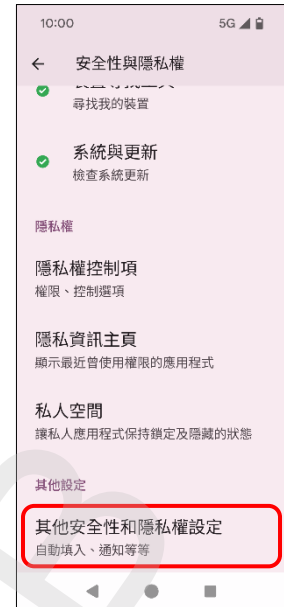 10:00 5G
安全性與隱私權
尋找我的裝置
系統與更新
檢查系統更新
隱私權
隱私權控制項
權限、控制選項
隱私資訊主頁
顯示最近曾使用權限的應用程式
私人空間
讓私人應用程式保持鎖定及隱藏的狀態
其他設定
其他安全性和隱私權設定
自動填入、通知等等